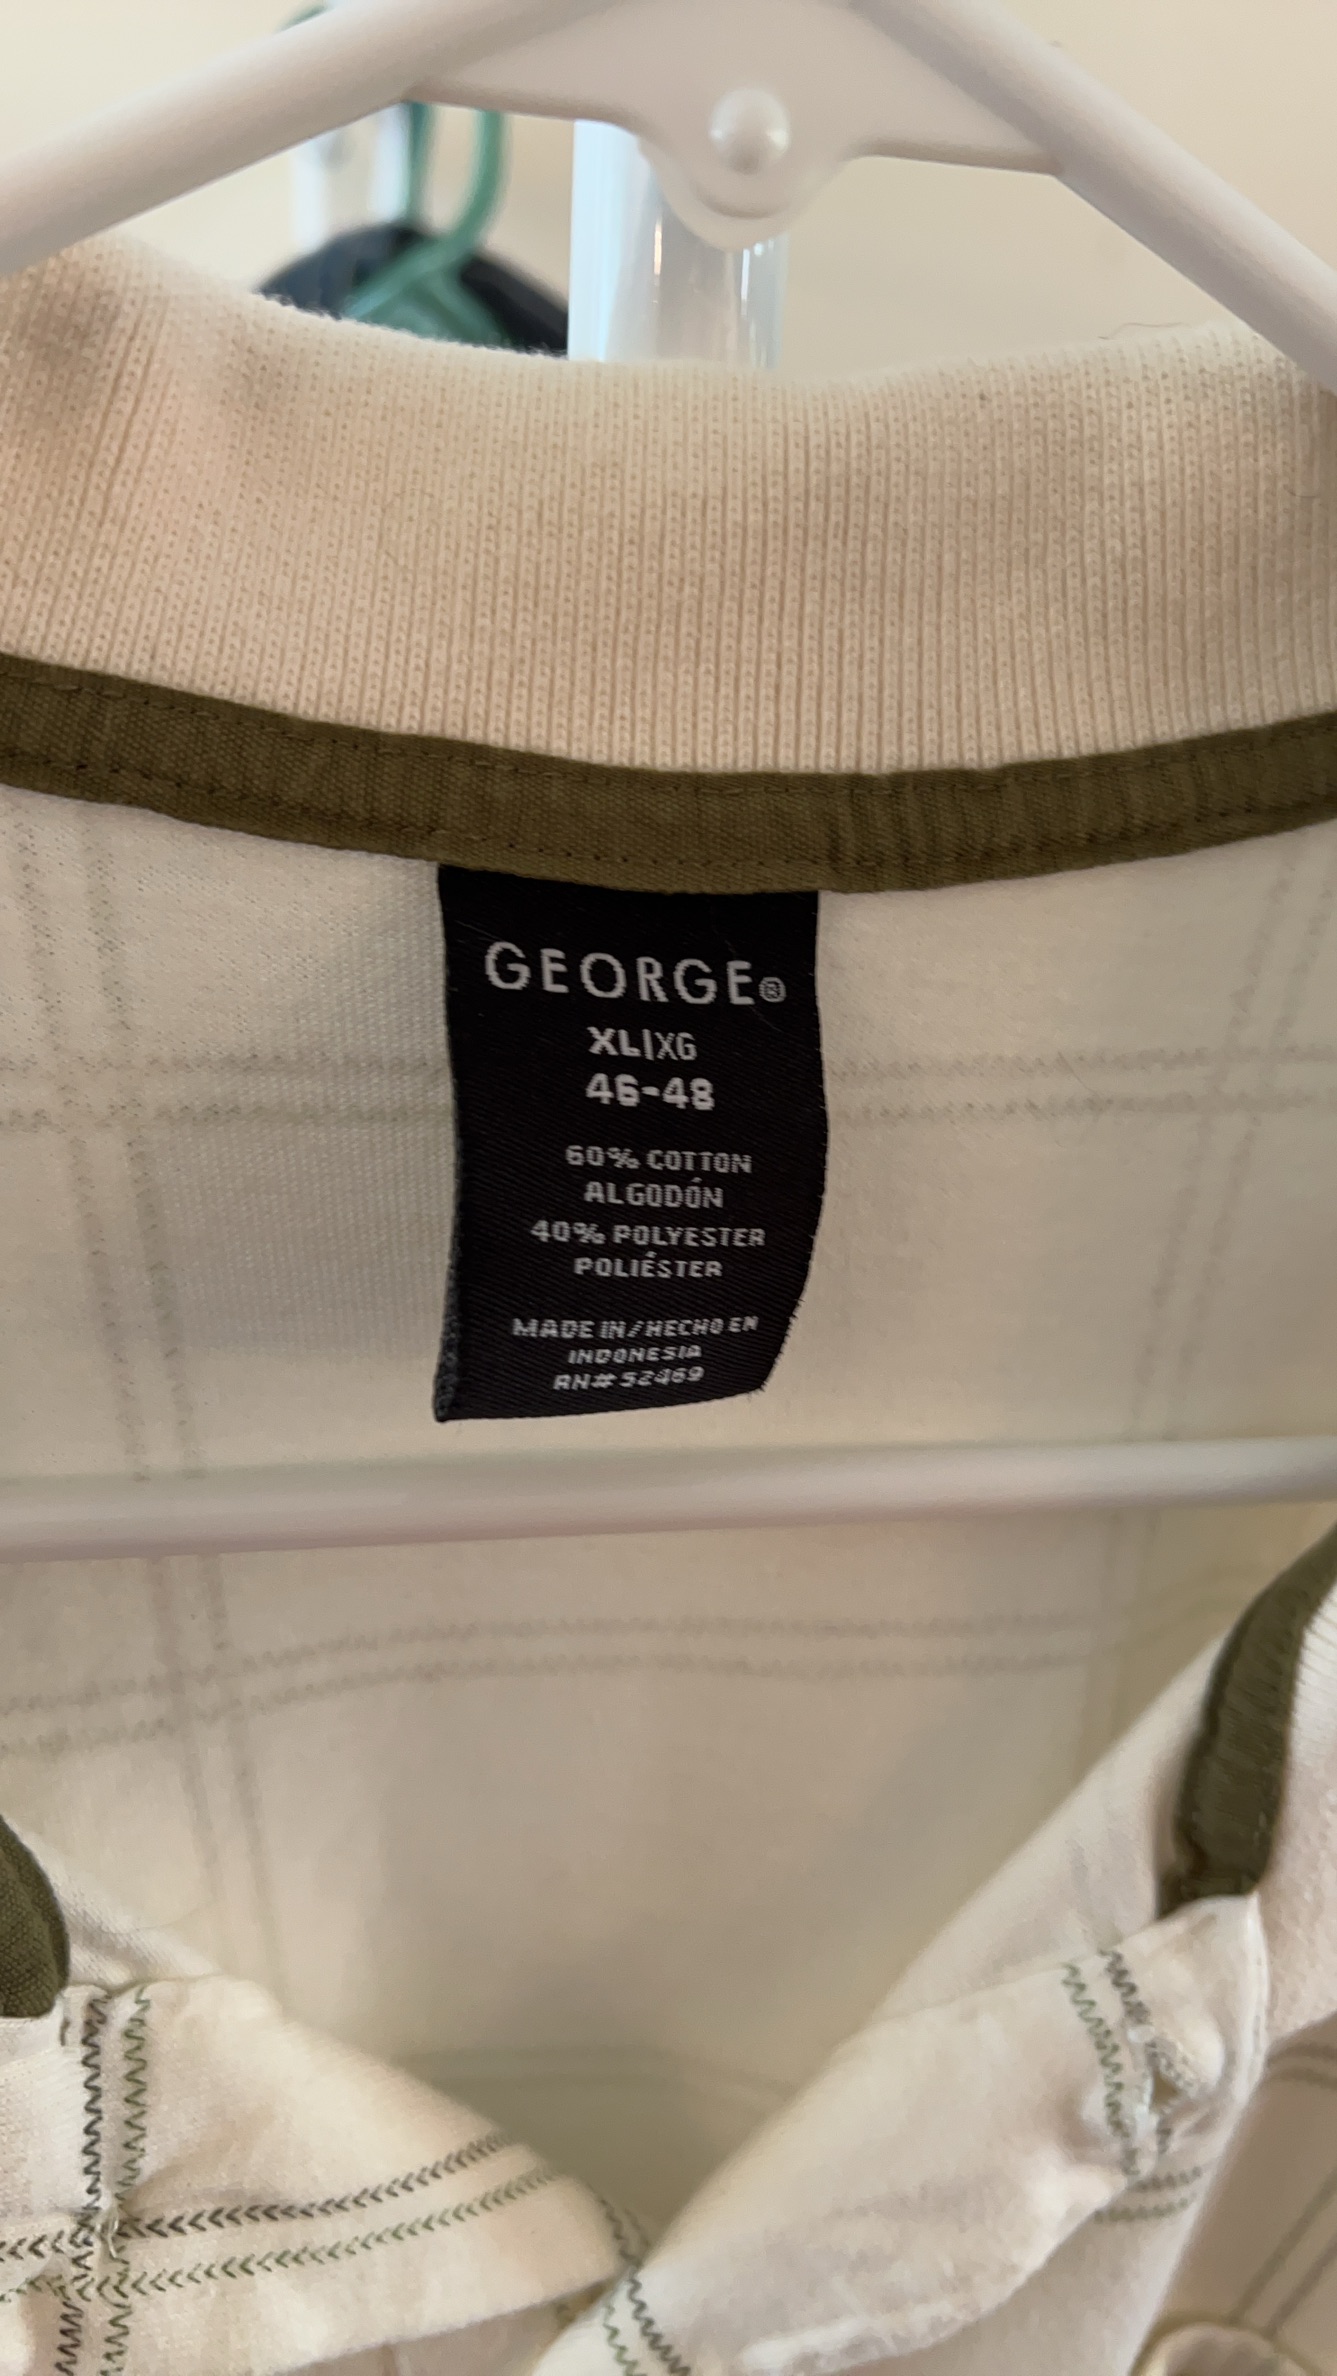 GEORGE®
XL|XG
46-48
60% COTTON
ALGODÓN
40% POLYESTER
POLIÉSTER
MADE IN/HECHO EN
INDONESIA
RN# 52469